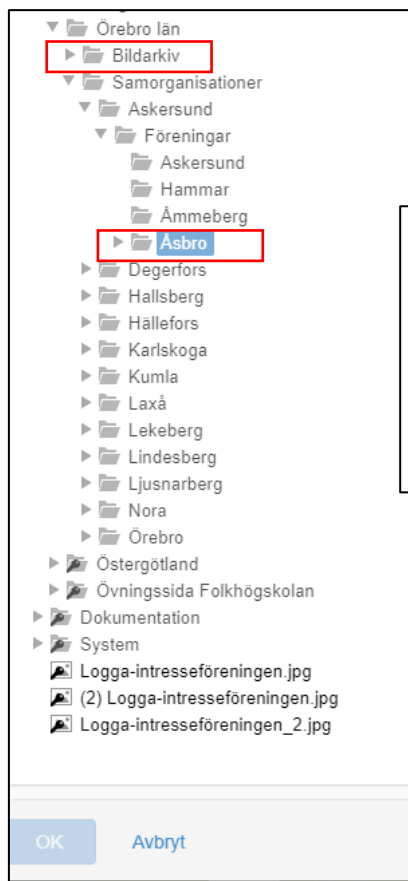 Örebro län
Bildarkiv
Samorganisationer
Askersund
Föreningar
Askersund
Hammar
Åmmeberg
Åsbro
Degerfors
Hallsberg
Hällefors
Karlskoga
Kumla
Laxå
Lekeberg
Lindesberg
Ljusnarberg
Nora
Örebro
Östergötland
Övningssida Folkhögskolan
Dokumentation
System
Logga-intresseföreningen.jpg
(2) Logga-intresseföreningen.jpg
Logga-intresseföreningen_2.jpg
OK Avbryt